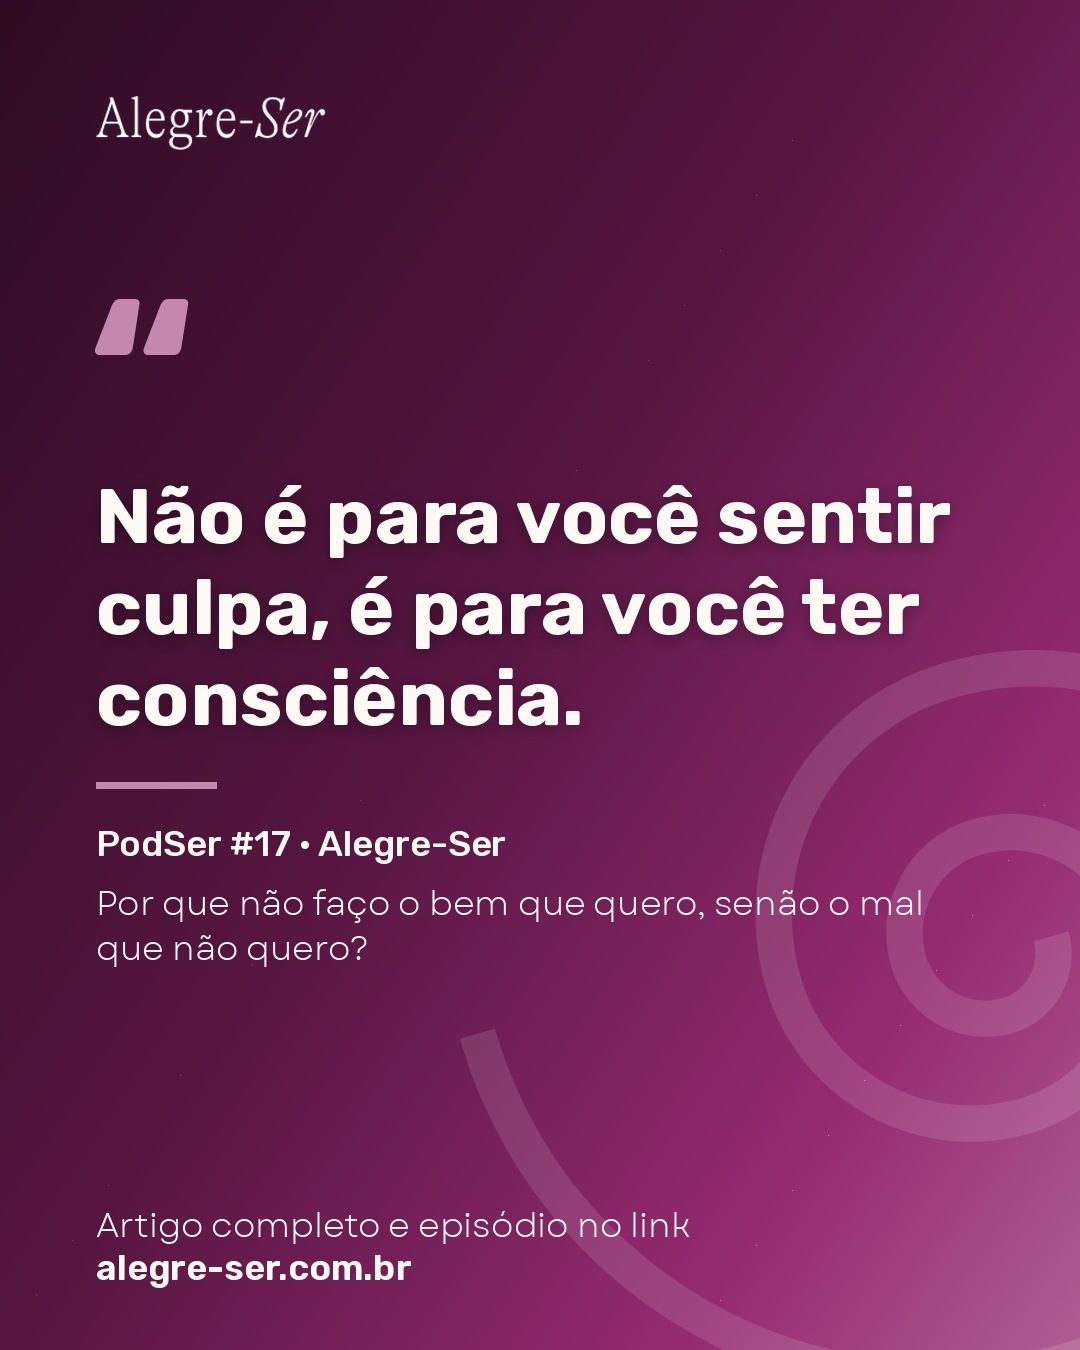 Alegre-Ser
“
Não é para você sentir
culpa, é para você ter
consciência.
PodSer #17 • Alegre-Ser
Por que não faço o bem que quero, senão o mal
que não quero?
Artigo completo e episódio no link
alegre-ser.com.br